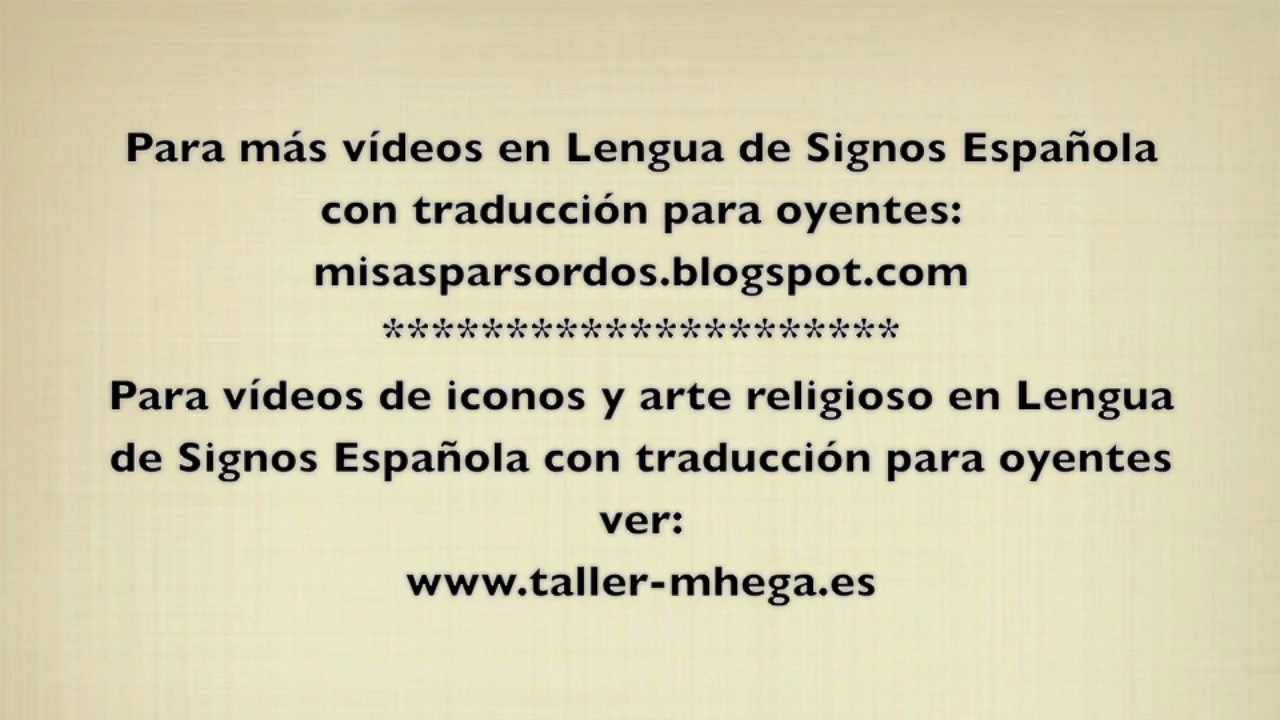 Para más vídeos en Lengua de Signos Española
con traducción para oyentes:
misasparsordos.blogspot.com
*********************
Para vídeos de iconos y arte religioso en Lengua
de Signos Española con traducción para oyentes
ver:
www.taller-mhega.es